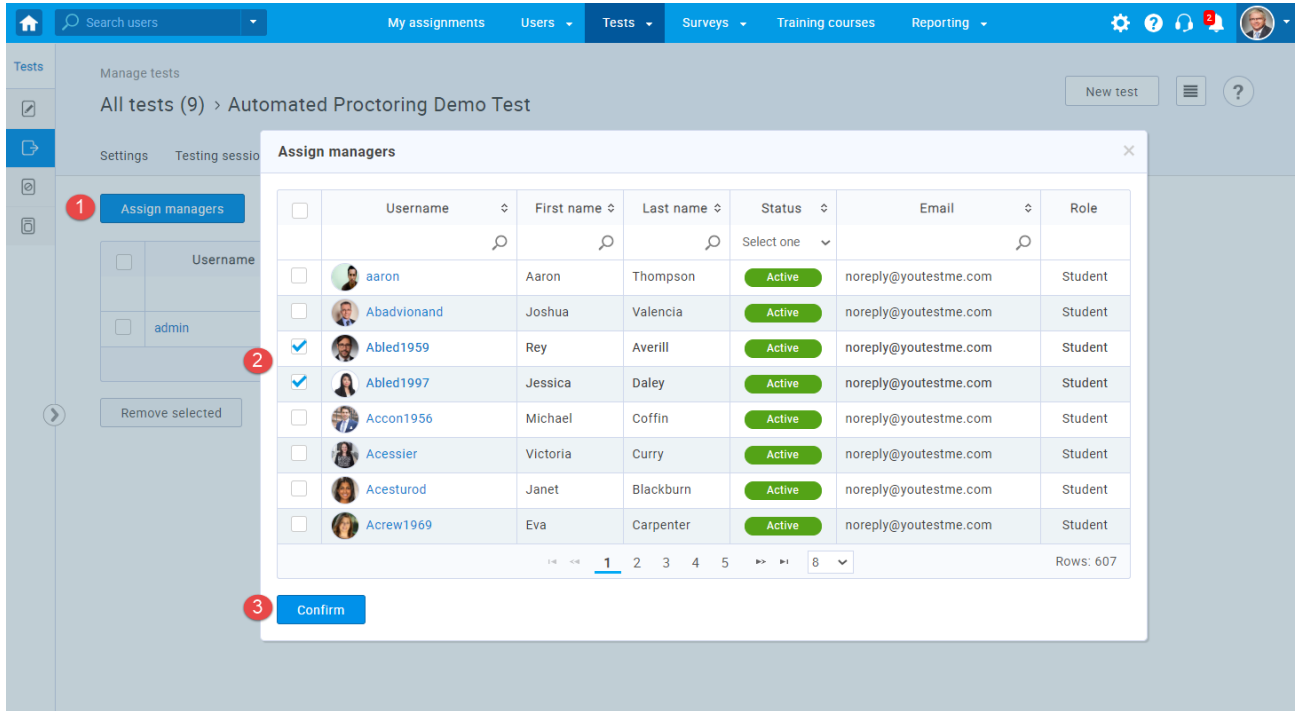 Search users
My assignments
Users
Tests
Surveys
Training courses
Reporting
2
Tests
Manage tests
All tests (9) › Automated Proctoring Demo Test
New test
?
Settings
Testing sessio
Assign managers
1
Assign managers
Username
admin
Remove selected
Username First name Last name Status Email Role
Select one
aaron Aaron Thompson Active noreply@youtestme.com Student
Abadvionand Joshua Valencia Active noreply@youtestme.com Student
2
Abled1959 Rey Averill Active noreply@youtestme.com Student
Abled1997 Jessica Daley Active noreply@youtestme.com Student
Accon1956 Michael Coffin Active noreply@youtestme.com Student
Acessier Victoria Curry Active noreply@youtestme.com Student
Acesturod Janet Blackburn Active noreply@youtestme.com Student
Acrew1969 Eva Carpenter Active noreply@youtestme.com Student
1 2 3 4 5 8 Rows: 607
3
Confirm